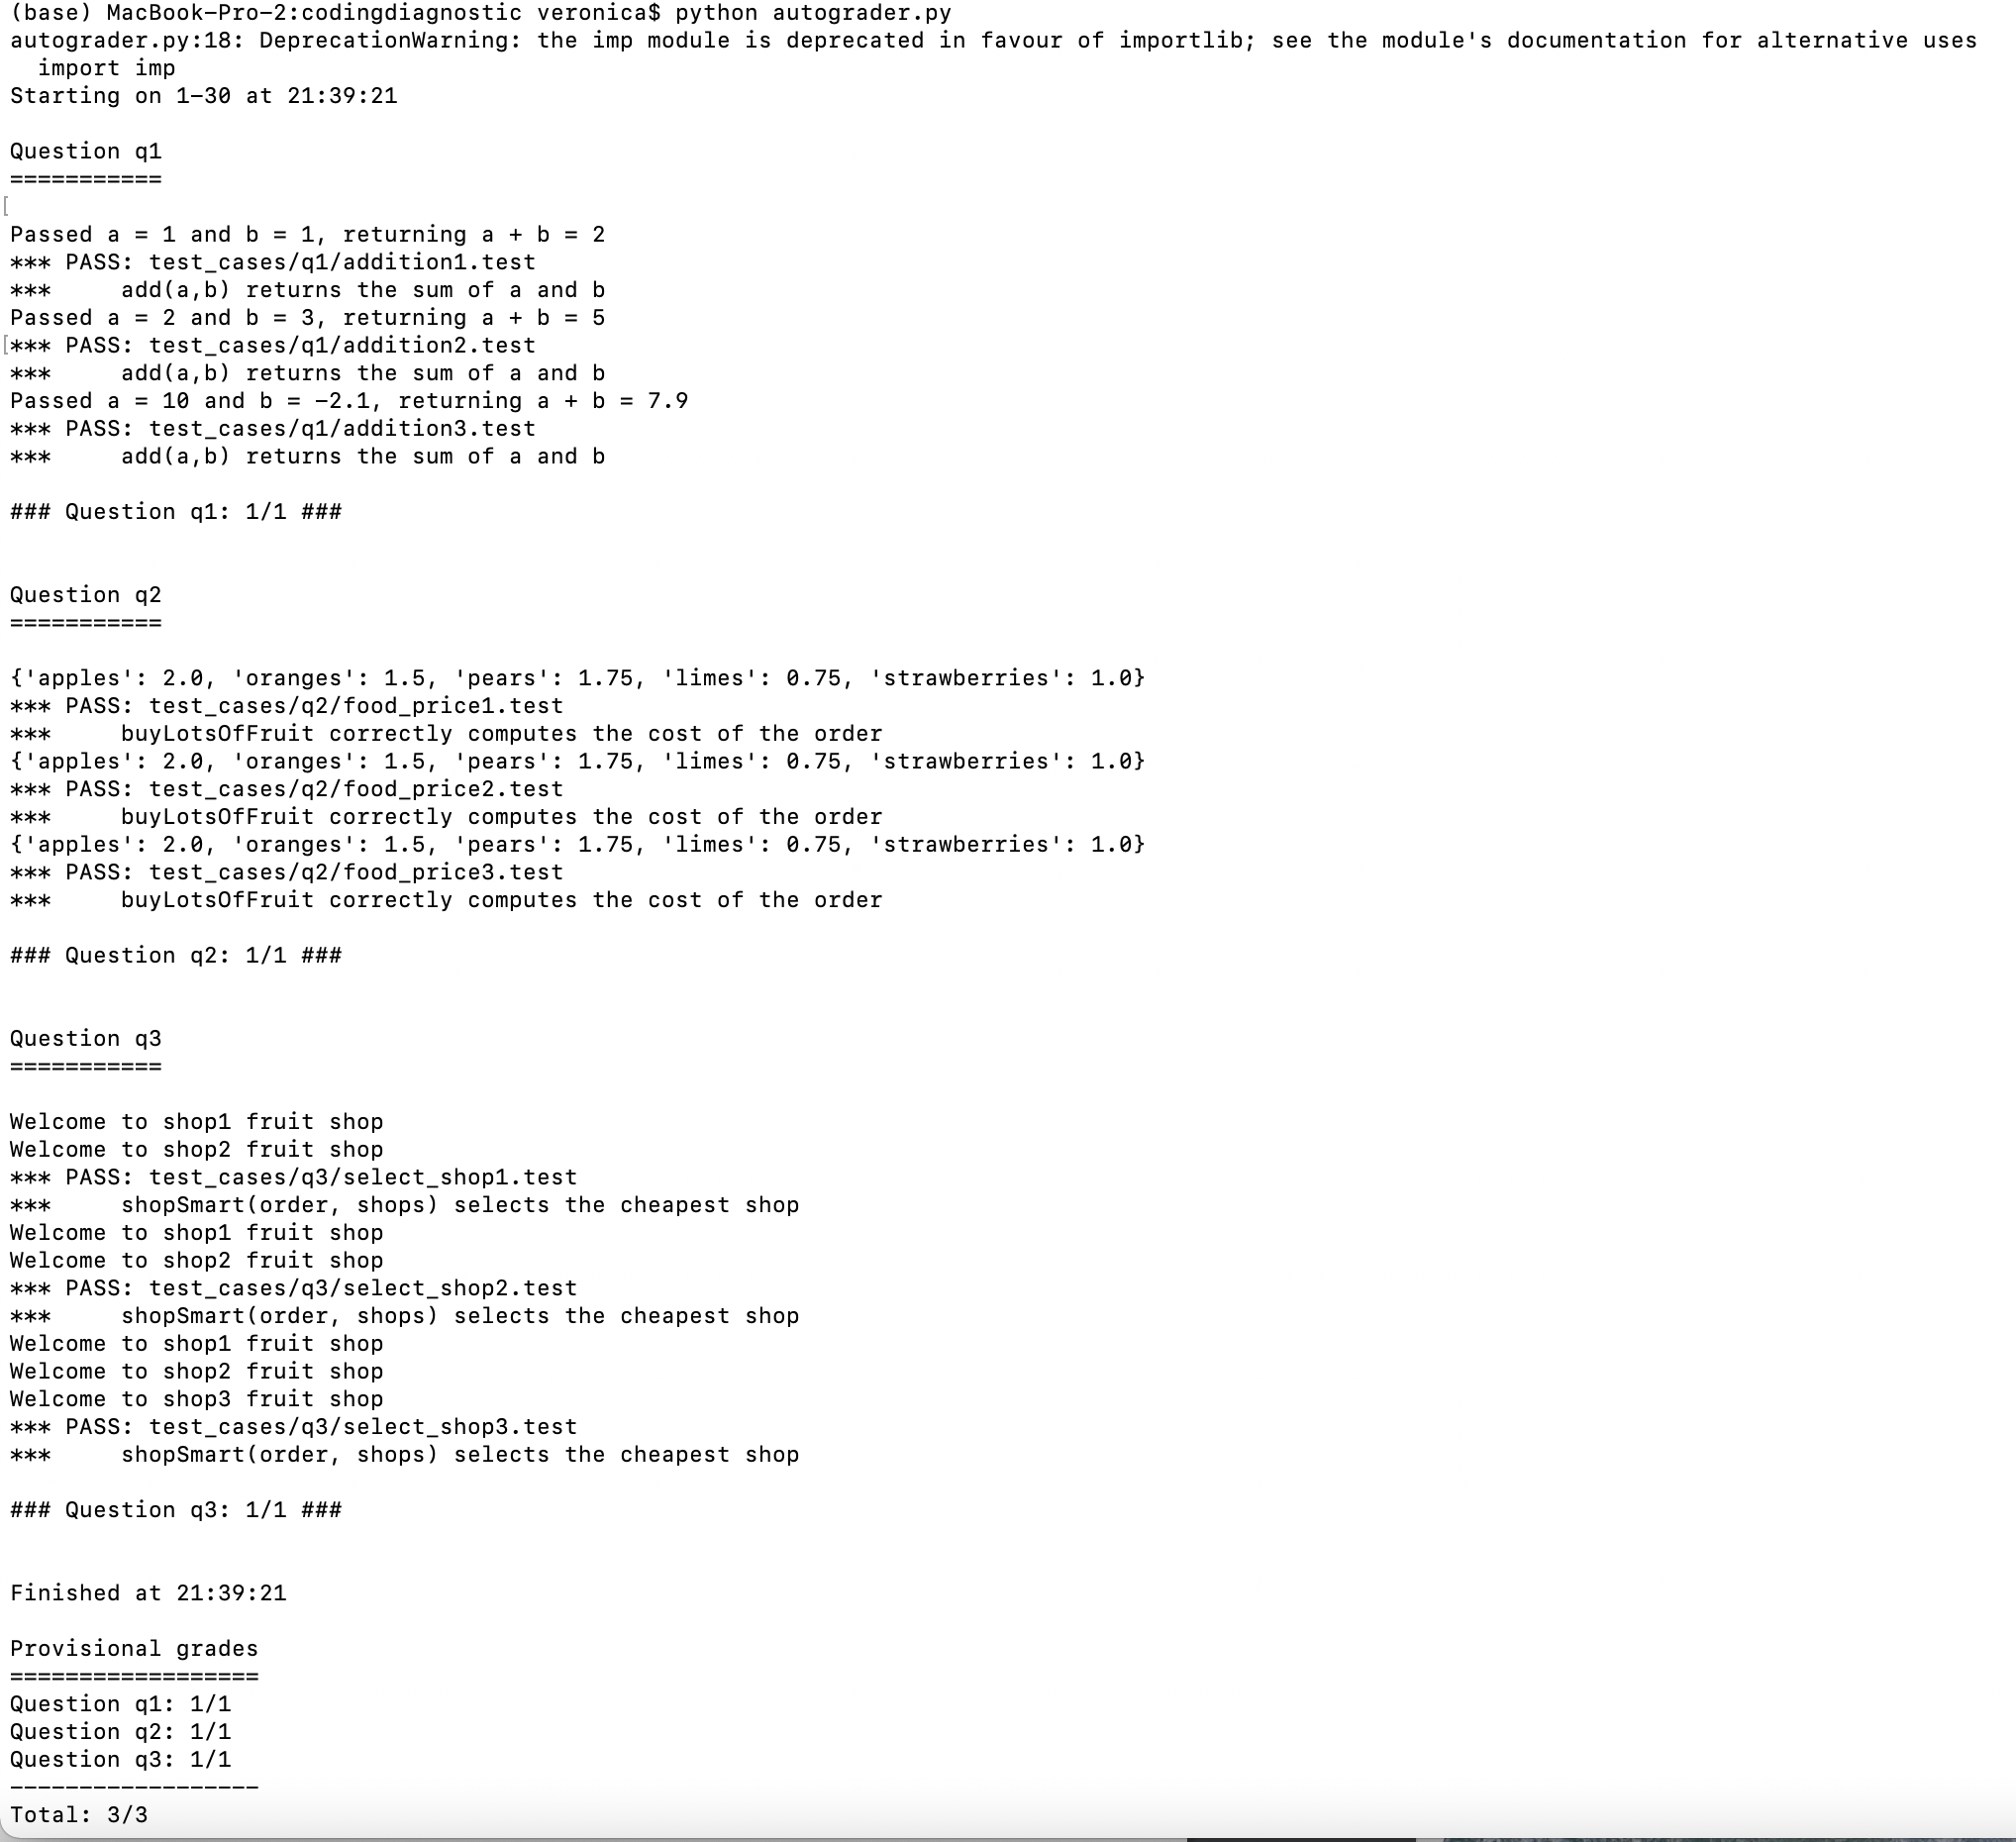 (base) MacBook-Pro-2:codingdiagnostic veronica$ python autograder.py
autograder.py:18: DeprecationWarning: the imp module is deprecated in favour of importlib; see the module's documentation for alternative uses
  import imp
Starting on 1-30 at 21:39:21

Question q1
===========
[
Passed a = 1 and b = 1, returning a + b = 2
*** PASS: test_cases/q1/addition1.test
***     add(a,b) returns the sum of a and b
Passed a = 2 and b = 3, returning a + b = 5
[*** PASS: test_cases/q1/addition2.test
***     add(a,b) returns the sum of a and b
Passed a = 10 and b = -2.1, returning a + b = 7.9
*** PASS: test_cases/q1/addition3.test
***     add(a,b) returns the sum of a and b

### Question q1: 1/1 ###


Question q2
===========

{'apples': 2.0, 'oranges': 1.5, 'pears': 1.75, 'limes': 0.75, 'strawberries': 1.0}
*** PASS: test_cases/q2/food_price1.test
***     buyLotsOfFruit correctly computes the cost of the order
{'apples': 2.0, 'oranges': 1.5, 'pears': 1.75, 'limes': 0.75, 'strawberries': 1.0}
*** PASS: test_cases/q2/food_price2.test
***     buyLotsOfFruit correctly computes the cost of the order
{'apples': 2.0, 'oranges': 1.5, 'pears': 1.75, 'limes': 0.75, 'strawberries': 1.0}
*** PASS: test_cases/q2/food_price3.test
***     buyLotsOfFruit correctly computes the cost of the order

### Question q2: 1/1 ###


Question q3
===========

Welcome to shop1 fruit shop
Welcome to shop2 fruit shop
*** PASS: test_cases/q3/select_shop1.test
***     shopSmart(order, shops) selects the cheapest shop
Welcome to shop1 fruit shop
Welcome to shop2 fruit shop
*** PASS: test_cases/q3/select_shop2.test
***     shopSmart(order, shops) selects the cheapest shop
Welcome to shop1 fruit shop
Welcome to shop2 fruit shop
Welcome to shop3 fruit shop
*** PASS: test_cases/q3/select_shop3.test
***     shopSmart(order, shops) selects the cheapest shop

### Question q3: 1/1 ###


Finished at 21:39:21

Provisional grades
==================
Question q1: 1/1
Question q2: 1/1
Question q3: 1/1
------------------
Total: 3/3